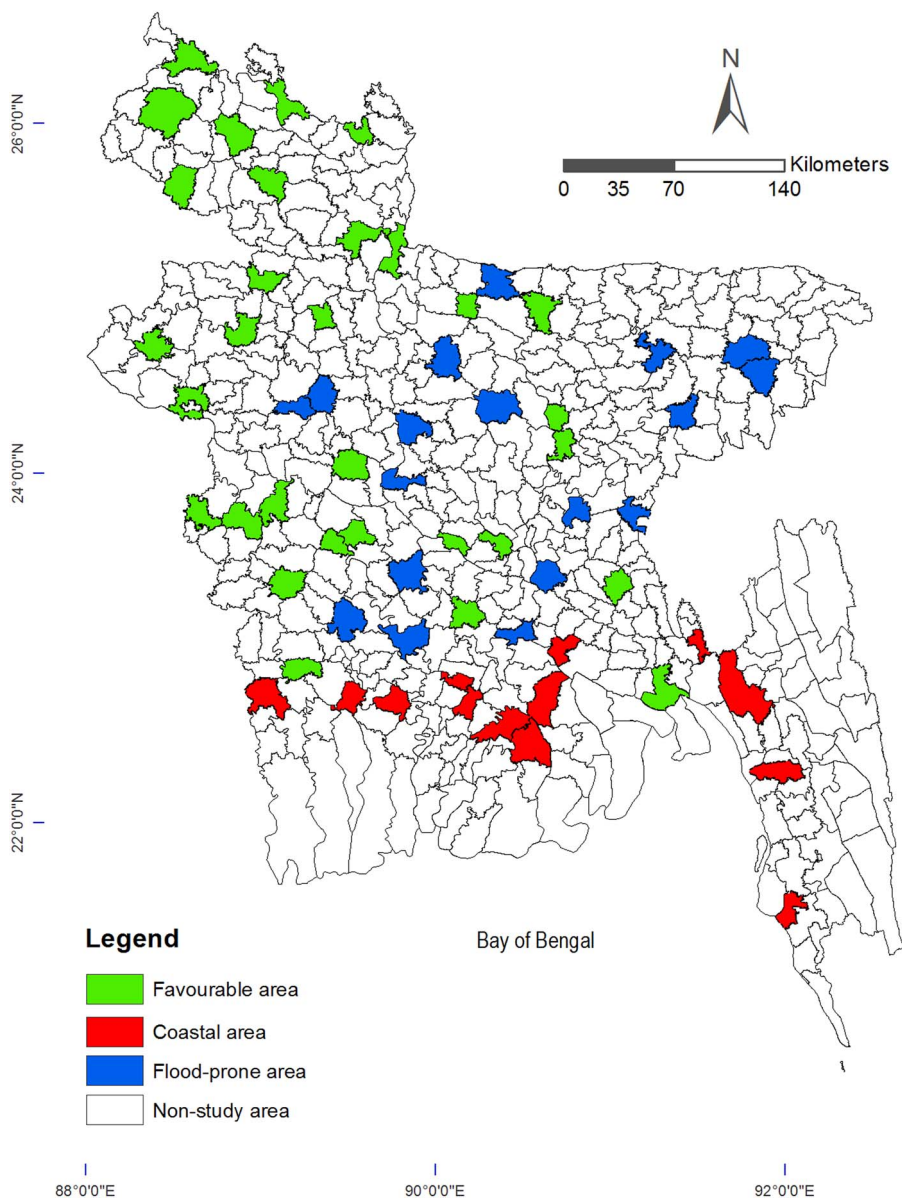 N
Kilometers
0 35 70 140
26°0'0"N
24°0'0"N
22°0'0"N
Bay of Bengal
Legend
Favourable area
Coastal area
Flood-prone area
Non-study area
88°0'0"E 90°0'0"E 92°0'0"E